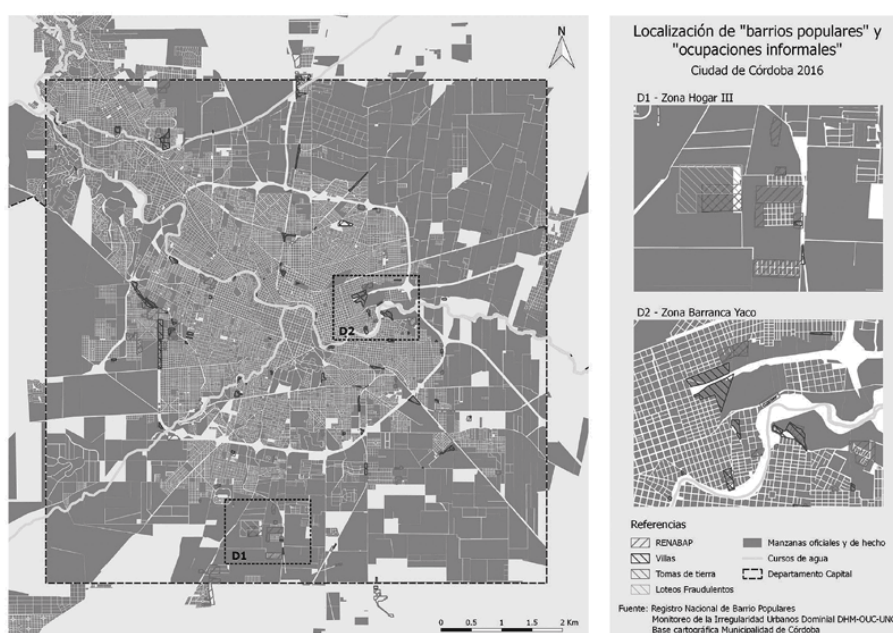 N
D2
D1
0 0.5 1 1.5 2 Km
Localización de "barrios populares" y
"ocupaciones informales"
Ciudad de Córdoba 2016
D1 - Zona Hogar III
D2 - Zona Barranca Yaco
Referencias
RENABAP
Villas
Tomas de tierra
Loteos Fraudulentos
Manzanas oficiales y de hecho
Cursos de agua
Departamento Capital
Fuente: Registro Nacional de Barrio Populares
Monitoreo de la Irregularidad Urbanos Dominial DHM-OUC-UNC
Base cartográfica Municipalidad de Córdoba